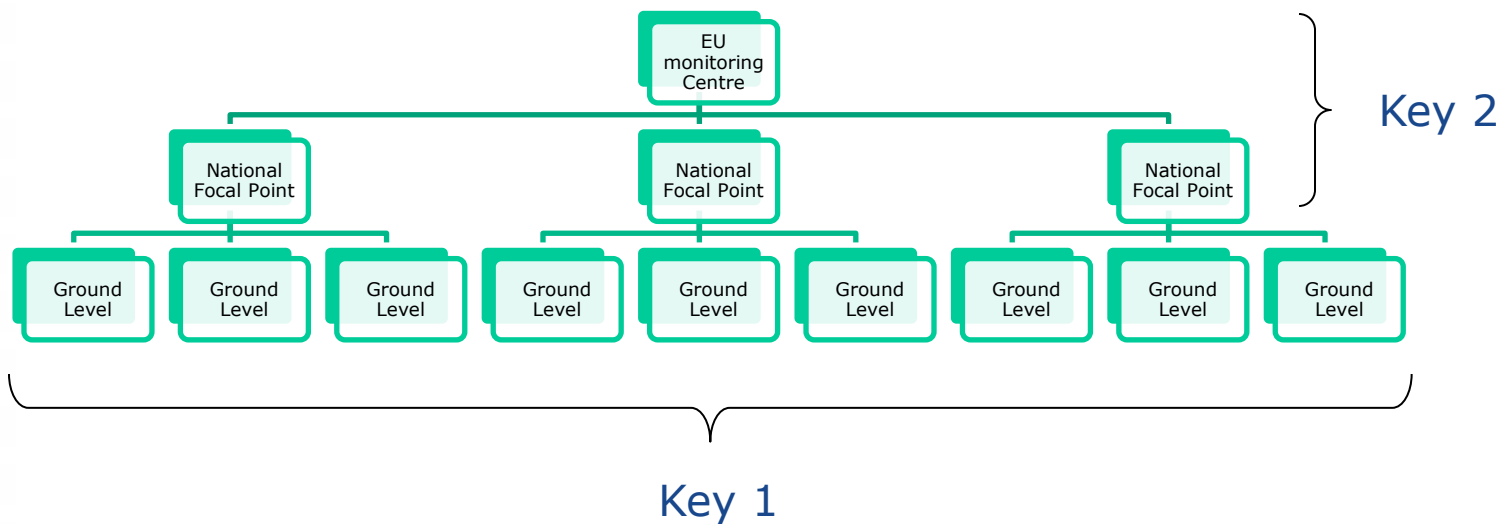 EU
monitoring
Centre
Key 2
National
Focal Point
National
Focal Point
National
Focal Point
Ground
Level
Ground
Level
Ground
Level
Ground
Level
Ground
Level
Ground
Level
Ground
Level
Ground
Level
Ground
Level
Key 1